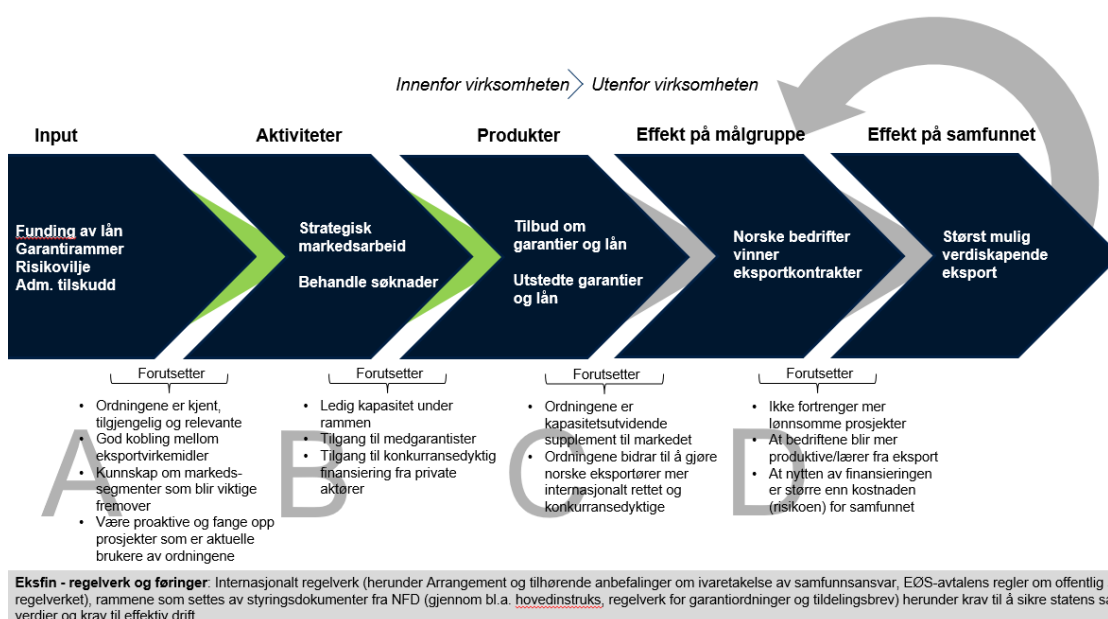 Innenfor virksomheten
Utenfor virksomheten
Input
Aktiviteter
Produkter
Effekt på målgruppe
Effekt på samfunnet
Funding av lån
Garantirammer
Risikovilje
Adm. tilskudd
Strategisk
markedsarbeid
Behandle søknader
Tilbud om
garantier og lån
Utstedte garantier
og lån
Norske bedrifter
vinner
eksportkontrakter
Størst mulig
verdiskapende
eksport
Forutsetter
A
• Ordningene er kjent,
tilgjengelig og relevante
• God kobling mellom
eksportvirkemidler
• Kunnskap om markeds-
segmenter som blir viktige
fremover
• Være proaktive og fange opp
prosjekter som er aktuelle
brukere av ordningene
Forutsetter
B
• Ledig kapasitet under
rammen
• Tilgang til medgarantister
• Tilgang til konkurransedyktig
finansiering fra private
aktører
Forutsetter
C
• Ordningene er
kapasitetsutvidende
supplement til markedet
• Ordningene bidrar til å gjøre
norske eksportører mer
internasjonalt rettet og
konkurransedyktige
Forutsetter
D
• Ikke fortrenger mer
lønnsomme prosjekter
• At bedriftene blir mer
produktive/lærer fra eksport
• At nytten av finansieringen
er større enn kostnaden
(risikoen) for samfunnet
Eksfin - regelverk og føringer: Internasjonalt regelverk (herunder Arrangement og tilhørende anbefalinger om ivaretakelse av samfunnsansvar, EØS-avtalens regler om offentlig
regelverket), rammene som settes av styringsdokumenter fra NFD (gjennom bl.a. hovedinstruks, regelverk for garantiordninger og tildelingsbrev) herunder krav til å sikre statens sa
verdier og krav til effektiv drift